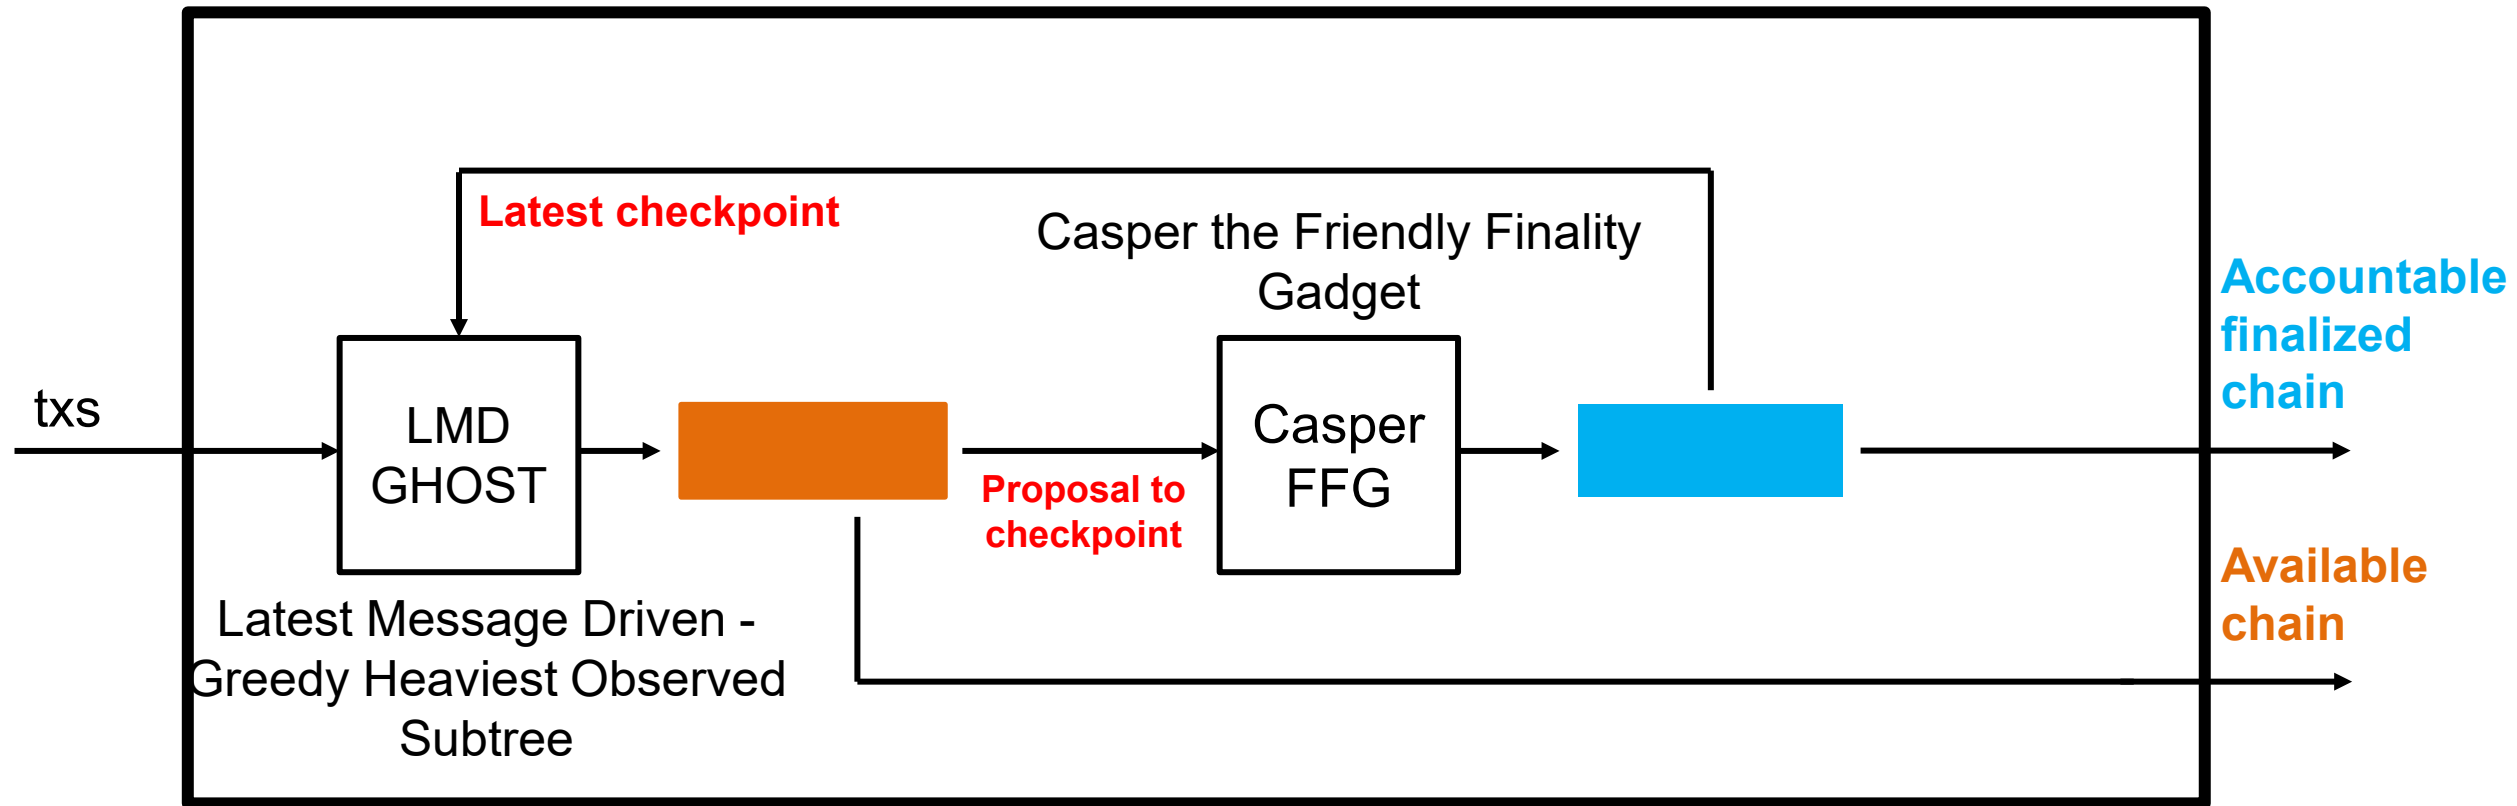 Latest checkpoint
Casper the Friendly Finality
Gadget
txs
LMD
GHOST
Proposal to
checkpoint
Casper
FFG
Accountable
finalized
chain
Available
chain
Latest Message Driven -
Greedy Heaviest Observed
Subtree